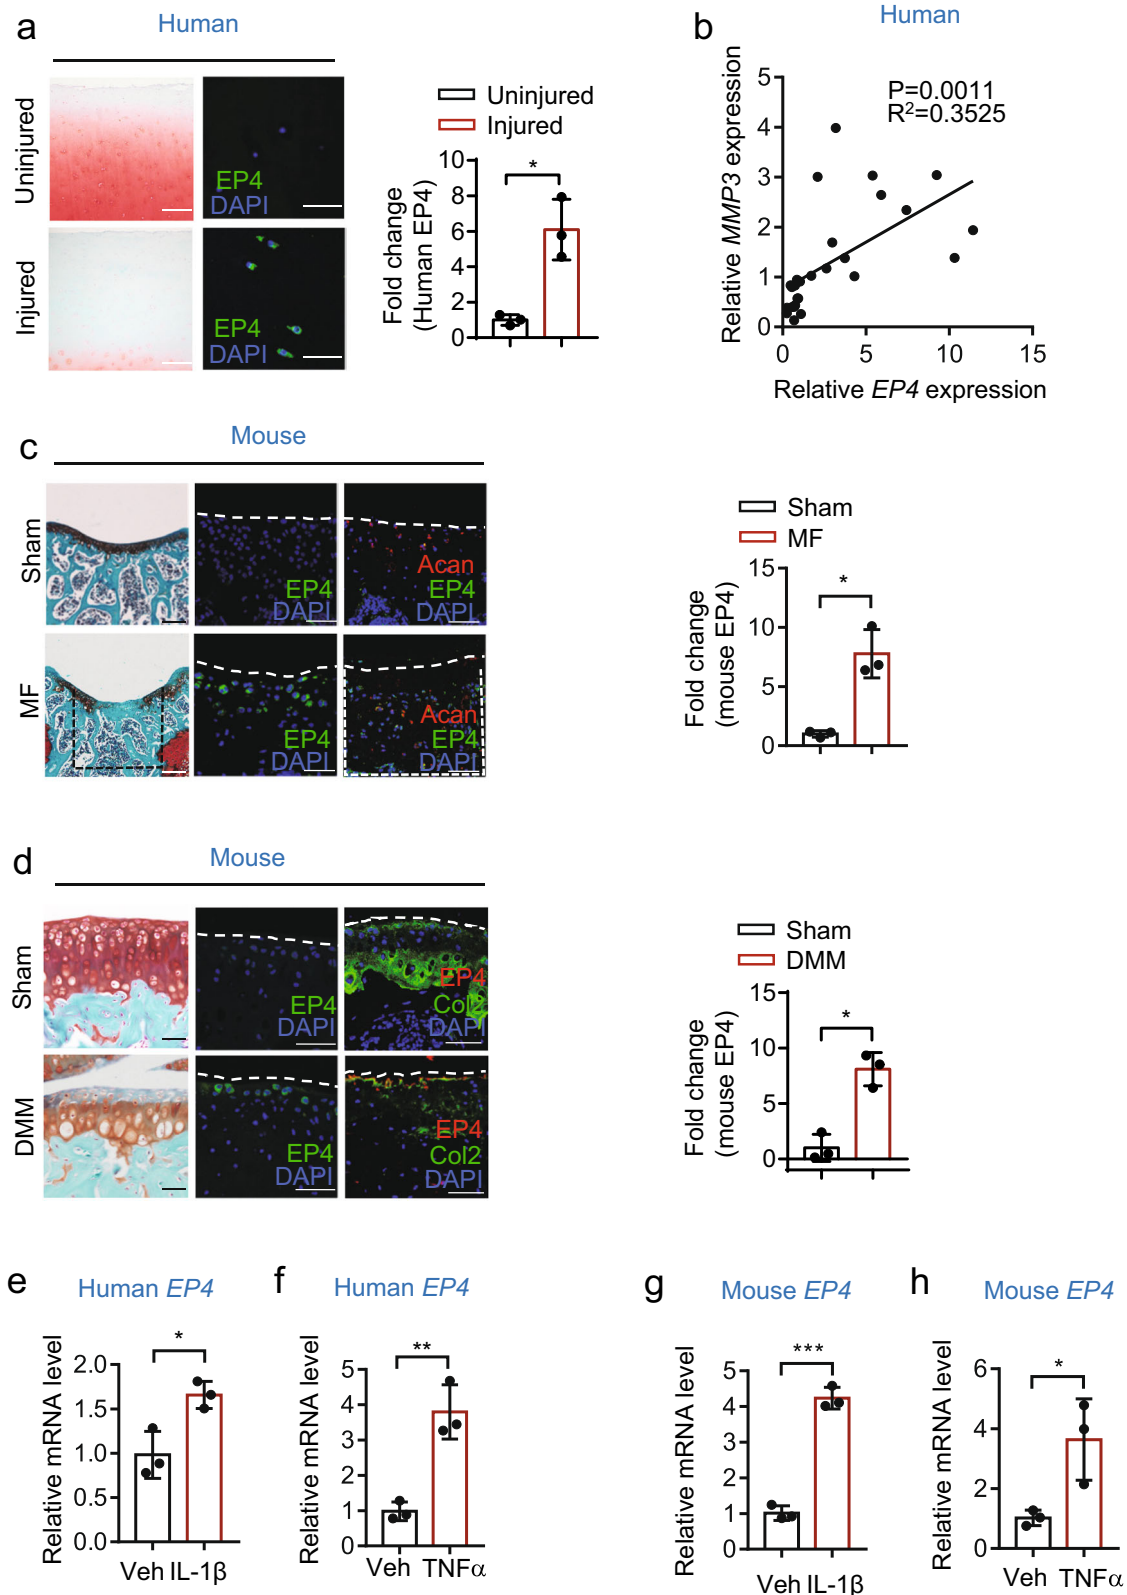 a
Human
Uninjured
EP4
DAPI
Injured
EP4
DAPI
Uninjured
Injured
Fold change
(Human EP4)
10
8
6
4
2
0
*
b
Human
Relative MMP3 expression
5
4
3
2
1
0
P=0.0011
R²=0.3525
0 5 10 15
Relative EP4 expression
c
Mouse
Sham
EP4
DAPI
Acan
EP4
DAPI
MF
EP4
DAPI
Acan
EP4
DAPI
Sham
MF
Fold change
(mouse EP4)
15
10
5
0
*
d
Mouse
Sham
EP4
DAPI
EP4
Col2
DAPI
DMM
EP4
DAPI
EP4
Col2
DAPI
Sham
DMM
Fold change
(mouse EP4)
15
10
5
0
*
e
Human EP4
Relative mRNA level
2.0
1.5
1.0
0.5
0.0
*
Veh IL-1β
f
Human EP4
Relative mRNA level
5
4
3
2
1
0
**
Veh TNFα
g
Mouse EP4
Relative mRNA level
5
4
3
2
1
0
***
Veh IL-1β
h
Mouse EP4
Relative mRNA level
6
4
2
0
*
Veh TNFα